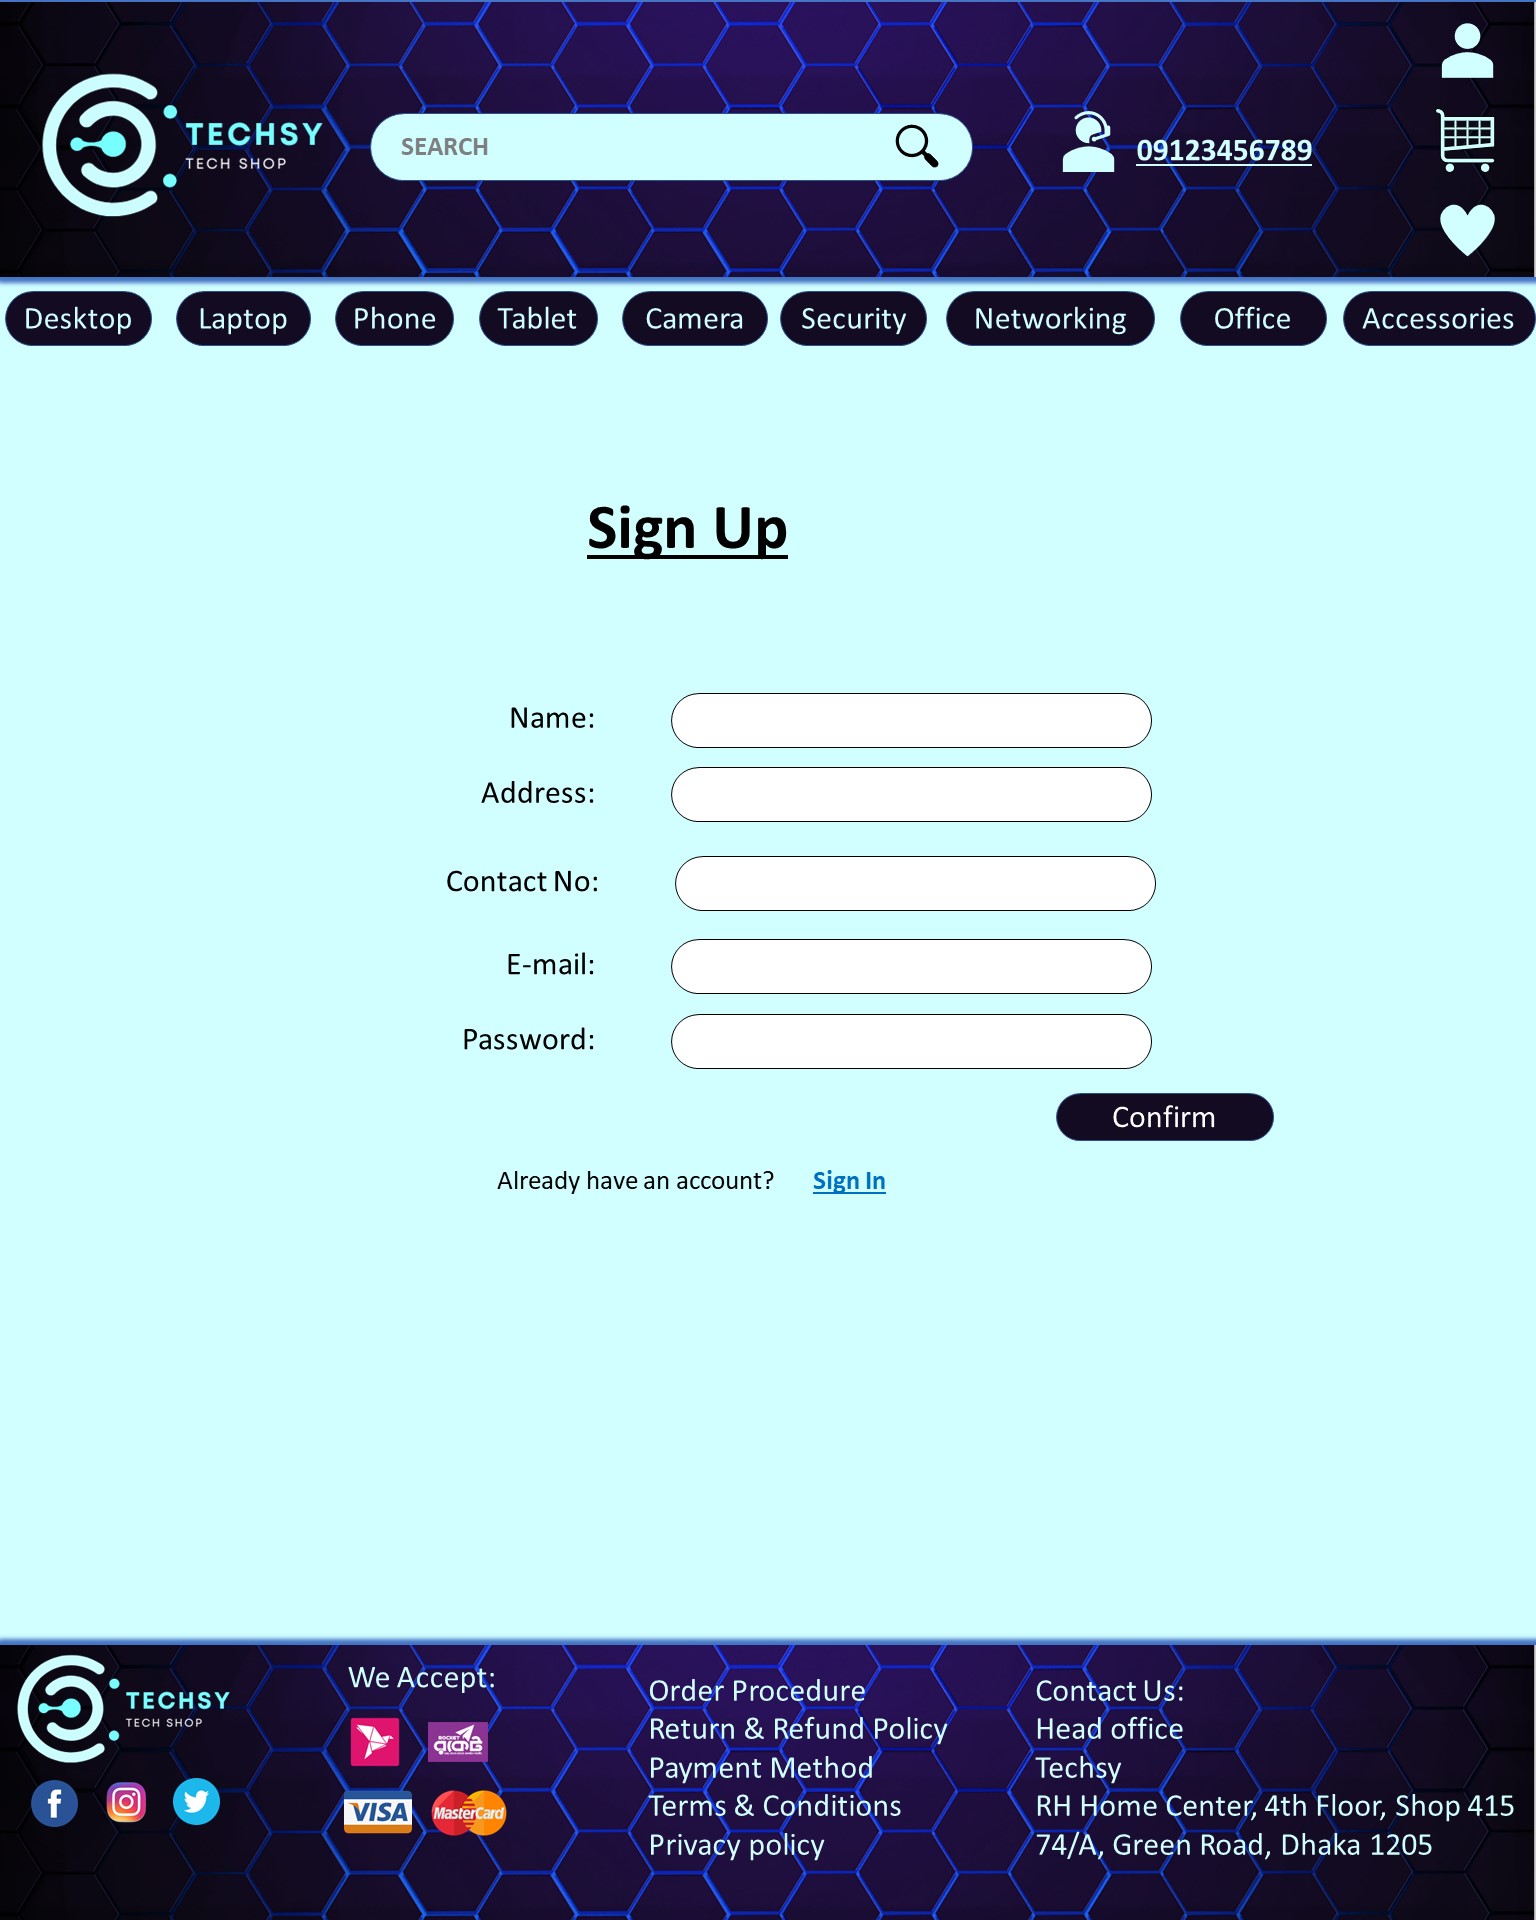 TECHSY
TECH SHOP
SEARCH
09123456789
Desktop
Laptop
Phone
Tablet
Camera
Security
Networking
Office
Accessories
Sign Up
Name:
Address:
Contact No:
E-mail:
Password:
Confirm
Already have an account? Sign In
TECHSY
TECH SHOP
We Accept:
ROCKET
VISA
MasterCard
Order Procedure
Return & Refund Policy
Payment Method
Terms & Conditions
Privacy policy
Contact Us:
Head office
Techsy
RH Home Center, 4th Floor, Shop 415
74/A, Green Road, Dhaka 1205